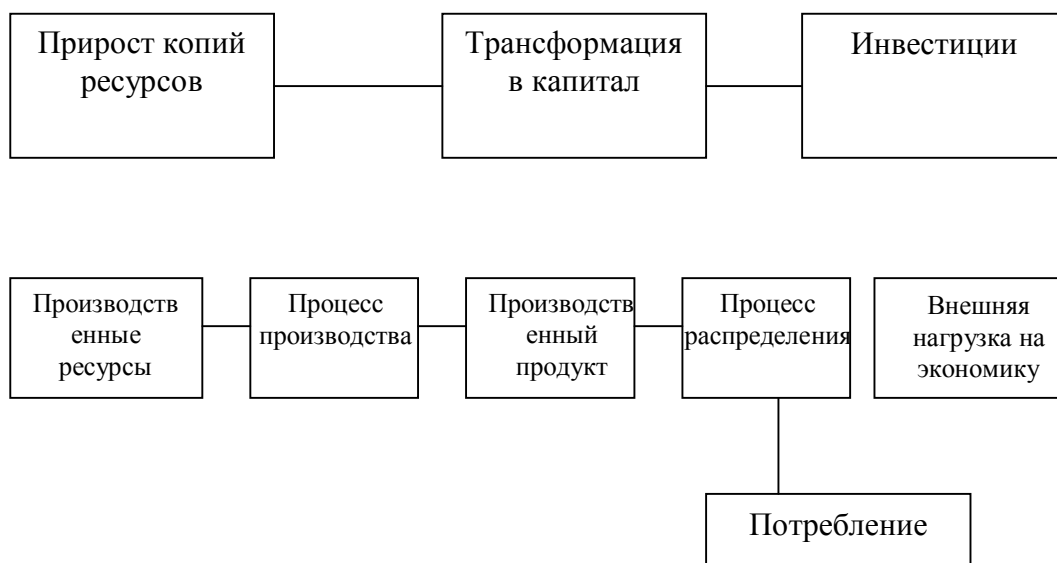 Прирост копий
ресурсов
Трансформация
в капитал
Инвестиции
Производств
енные
ресурсы
Процесс
производства
Производств
енный
продукт
Процесс
распределения
Внешняя
нагрузка на
экономику
Потребление